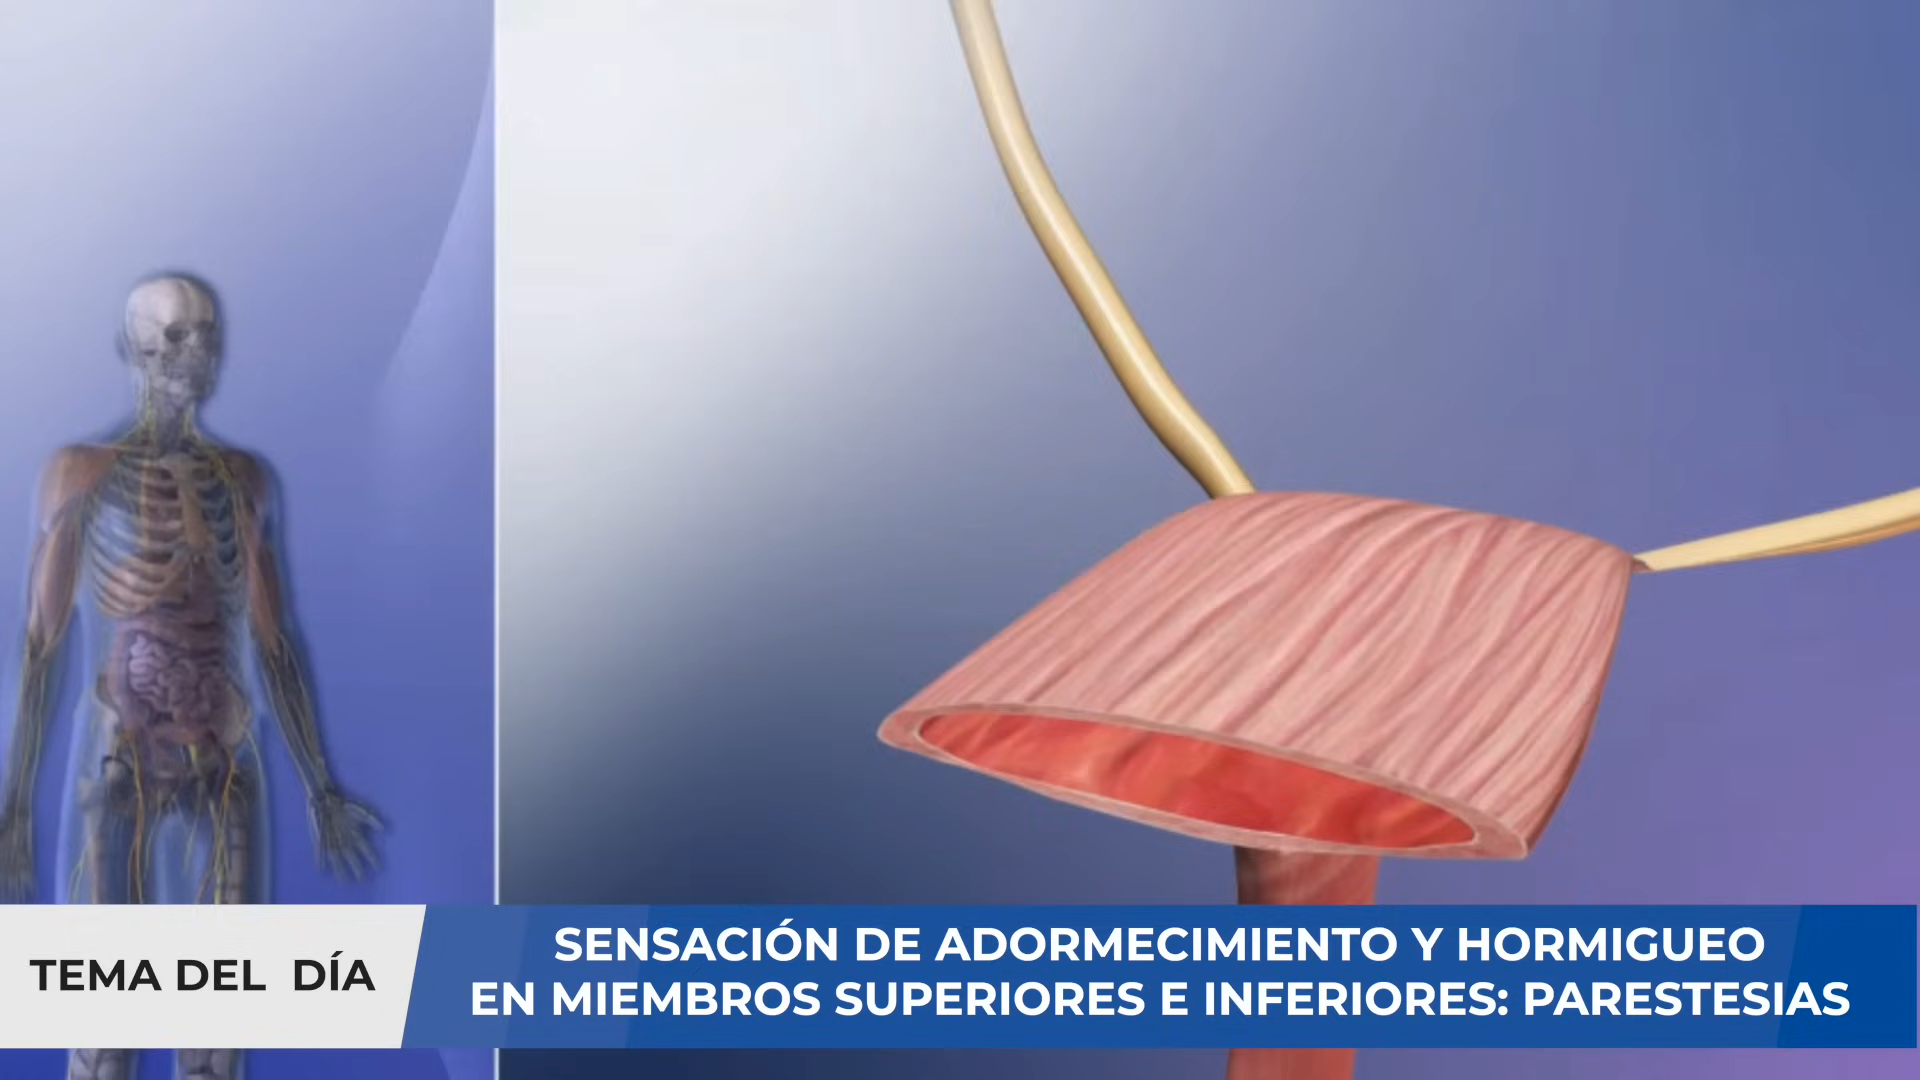 TEMA DEL DÍA
SENSACIÓN DE ADORMECIMIENTO Y HORMIGUEO
EN MIEMBROS SUPERIORES E INFERIORES: PARESTESIAS